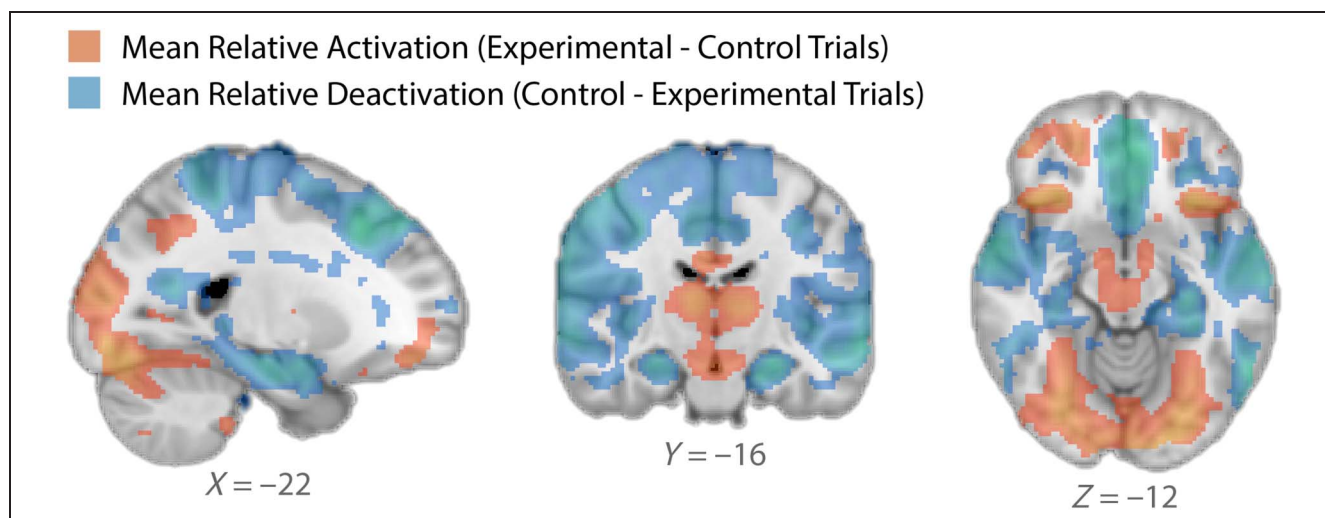 Mean Relative Activation (Experimental - Control Trials)
Mean Relative Deactivation (Control - Experimental Trials)
X = –22
Y = –16
Z = –12